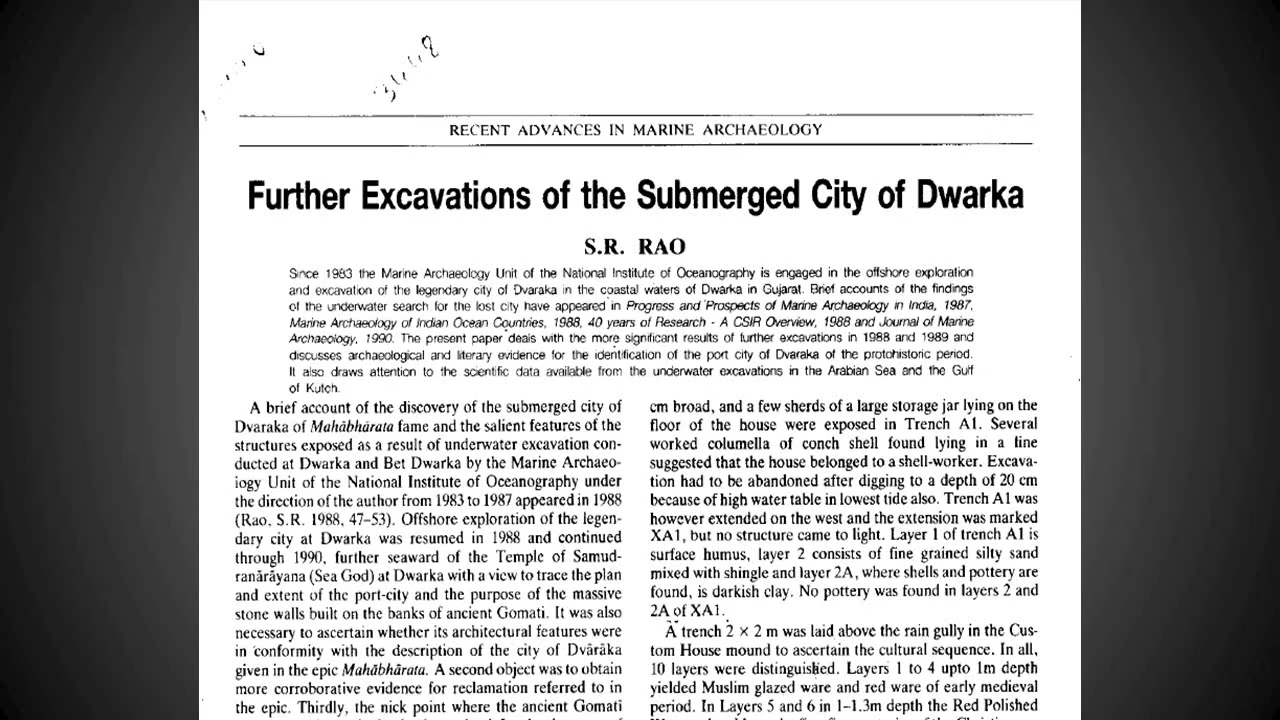 RECENT ADVANCES IN MARINE ARCHAEOLOGY
Further Excavations of the Submerged City of Dwarka
S.R. RAO
Since 1983 the Marine Archaeology Unit of the National Institute of Oceanography is engaged in the offshore exploration
and excavation of the legendary city of Dvaraka in the coastal waters of Dwarka in Gujarat. Brief accounts of the findings
of the underwater search for the lost city have appeared in Progress and Prospects of Marine Archaeology in India, 1987,
Marine Archaeology of Indian Ocean Countries, 1988, 40 years of Research - A CSIR Overview, 1988 and Journal of Marine
Archaeology, 1990. The present paper deals with the more significant results of further excavations in 1988 and 1989 and
discusses archaeological and literary evidence for the identification of the port city of Dvaraka of the protohistoric period.
It also draws attention to the scientific data available from the underwater excavations in the Arabian Sea and the Gulf
of Kutch.
A brief account of the discovery of the submerged city of
Dvaraka of Mahābhārata fame and the salient features of the
structures exposed as a result of underwater excavation con-
ducted at Dwarka and Bet Dwarka by the Marine Archaeo-
logy Unit of the National Institute of Oceanography under
the direction of the author from 1983 to 1987 appeared in 1988
(Rao, S.R. 1988, 47–53). Offshore exploration of the legen-
dary city at Dwarka was resumed in 1988 and continued
through 1990, further seaward of the Temple of Samud-
ranārāyana (Sea God) at Dwarka with a view to trace the plan
and extent of the port-city and the purpose of the massive
stone walls built on the banks of ancient Gomati. It was also
necessary to ascertain whether its architectural features were
in conformity with the description of the city of Dvārāka
given in the epic Mahābhārata. A second object was to obtain
more corroborative evidence for reclamation referred to in
the epic. Thirdly, the nick point where the ancient Gomati
cm broad, and a few sherds of a large storage jar lying on the
floor of the house were exposed in Trench A1. Several
worked columella of conch shell found lying in a line
suggested that the house belonged to a shell-worker. Excava-
tion had to be abandoned after digging to a depth of 20 cm
because of high water table in lowest tide also. Trench A1 was
however extended on the west and the extension was marked
XA1, but no structure came to light. Layer 1 of trench A1 is
surface humus, layer 2 consists of fine grained silty sand
mixed with shingle and layer 2A, where shells and pottery are
found, is darkish clay. No pottery was found in layers 2 and
2A of XA1.
A trench 2 × 2 m was laid above the rain gully in the Cus-
tom House mound to ascertain the cultural sequence. In all,
10 layers were distinguished. Layers 1 to 4 upto 1m depth
yielded Muslim glazed ware and red ware of early medieval
period. In Layers 5 and 6 in 1–1.3m depth the Red Polished